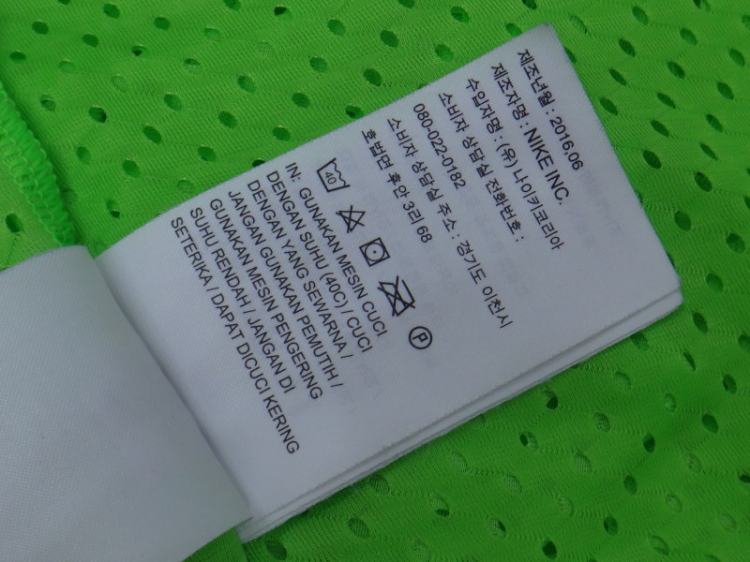 제조년월 : 2016.06
제조자명 : NIKE INC.
수입자명 : (유) 나이키코리아
소비자 상담실 전화번호 :
080-022-0182
소비자 상담실 주소 : 경기도 이천시
호법면 후안 3리 68
40
P
IN: GUNAKAN MESIN CUCI
DENGAN SUHU (40C) / CUCI
DENGAN YANG SEWARNA /
JANGAN GUNAKAN PEMUTIH /
GUNAKAN MESIN PENGERING
SUHU RENDAH / JANGAN DI
SETERIKA / DAPAT DICUCI KERING